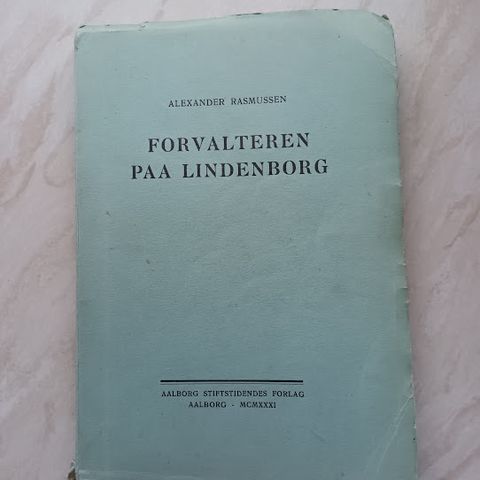 ALEXANDER RASMUSSEN
FORVALTEREN
PAA LINDENBORG
AALBORG STIFTSTIDENDES FORLAG
AALBORG - MCMXXXI